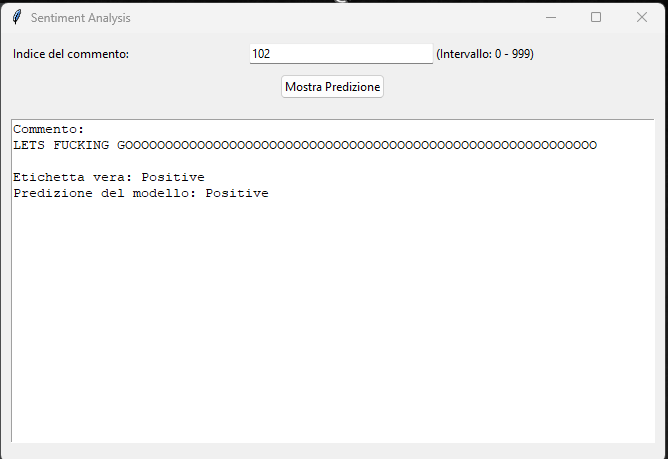 Sentiment Analysis
Indice del commento: 102 (Intervallo: 0 - 999)
Mostra Predizione
Commento:
LETS FUCKING GOOOOOOOOOOOOOOOOOOOOOOOOOOOOOOOOOOOOOOOOOOOOOOOOOOOOOOOOOOO
Etichetta vera: Positive
Predizione del modello: Positive